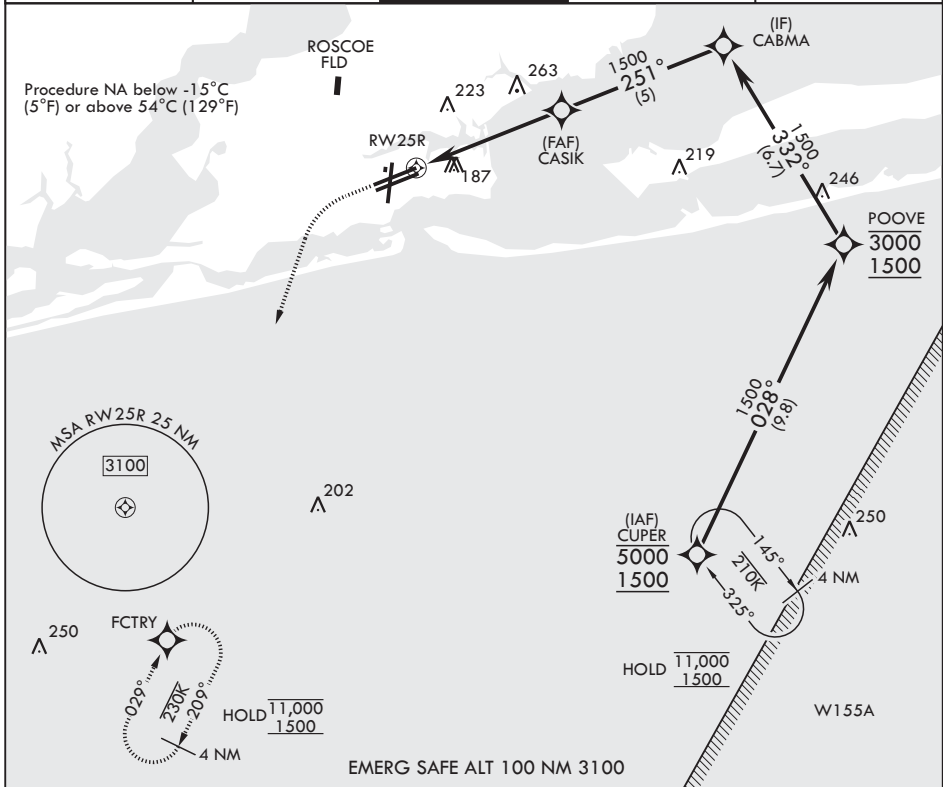 (IF)
CABMA
ROSCOE
FLD
1500
251°
(5)
263
223
Procedure NA below -15°C
(5°F) or above 54°C (129°F)
(FAF)
CASIK
RW25R
187
219
1500
332°
(6.7)
246
POOVE
3000
1500
1500
028°
(9.8)
MSA RW25R 25 NM
3100
202
(IAF)
CUPER
5000
1500
250
145°
210K
325°
4 NM
250
FCTRY
029°
230K
209°
4 NM
HOLD 11,000
1500
HOLD 11,000
1500
W155A
EMERG SAFE ALT 100 NM 3100